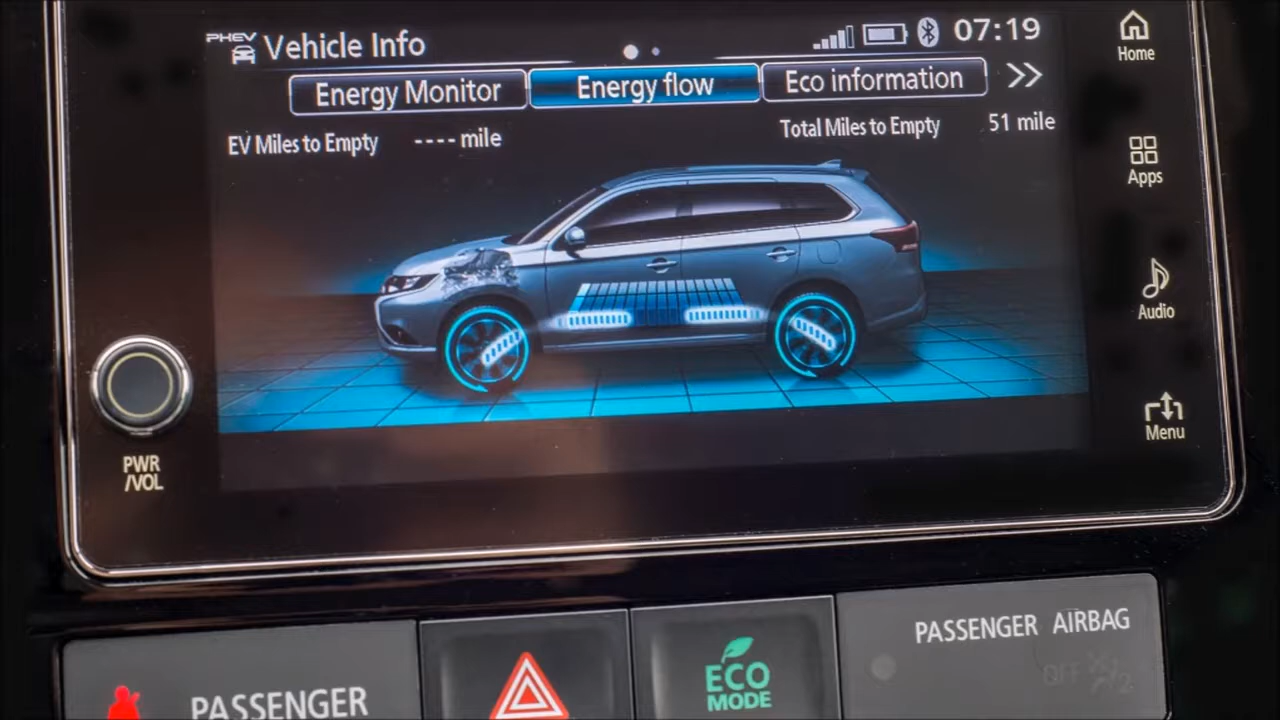 PHEV Vehicle Info 07:19
Energy Monitor Energy flow Eco information
EV Miles to Empty ---- mile Total Miles to Empty 51 mile
Home
Apps
Audio
Menu
PWR
/VOL
PASSENGER
ECO
MODE
PASSENGER AIRBAG
OFF